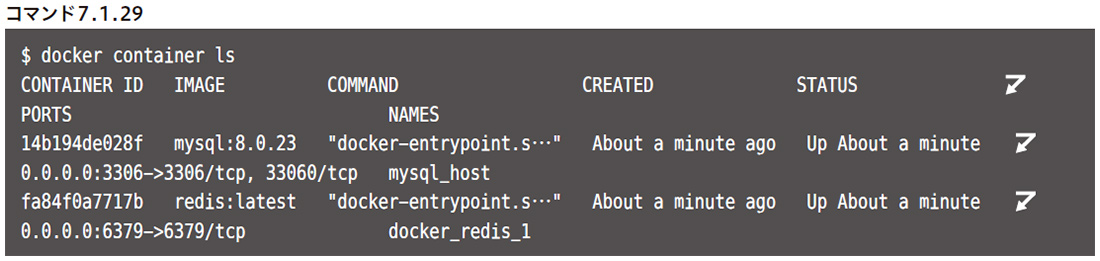 コマンド7.1.29
$ docker container ls
CONTAINER ID   IMAGE          COMMAND                  CREATED              STATUS
PORTS                               NAMES
14b194de028f   mysql:8.0.23   "docker-entrypoint.s…"   About a minute ago   Up About a minute
0.0.0.0:3306->3306/tcp, 33060/tcp   mysql_host
fa84f0a7717b   redis:latest   "docker-entrypoint.s…"   About a minute ago   Up About a minute
0.0.0.0:6379->6379/tcp              docker_redis_1